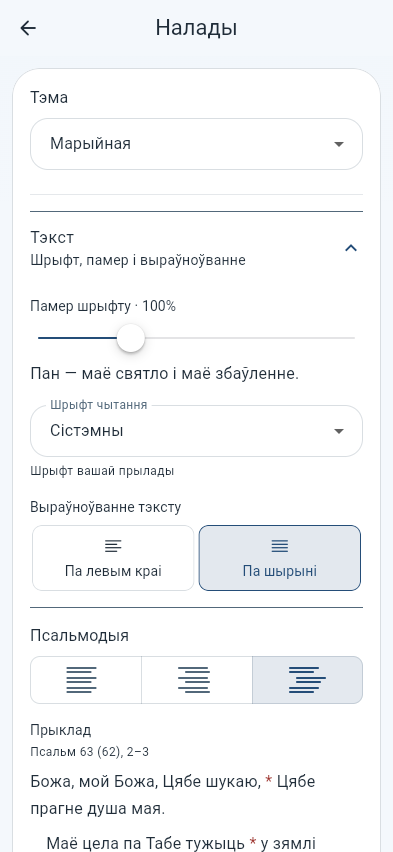 Налады
Тэма
Марыйная
Тэкст
Шрыфт, памер і выраўноўванне
Памер шрыфту · 100%
Пан — маё святло і маё збаўленне.
Шрыфт чытання
Сістэмны
Шрыфт вашай прылады
Выраўноўванне тэксту
Па левым краі
Па шырыні
Псальмодыя
Прыклад
Псальм 63 (62), 2–3
Божа, мой Божа, Цябе шукаю, * Цябе
прагне душа мая.
Маё цела па Табе тужыць * у зямлі